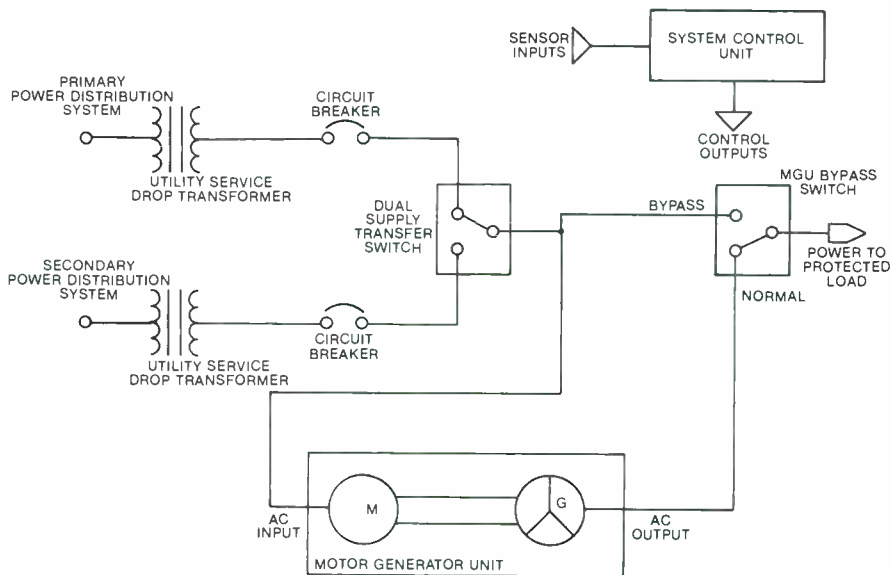 SENSOR
INPUTS
SYSTEM CONTROL
UNIT
CONTROL
OUTPUTS
PRIMARY
POWER DISTRIBUTION
SYSTEM
CIRCUIT
BREAKER
UTILITY SERVICE
DROP TRANSFORMER
DUAL
SUPPLY
TRANSFER
SWITCH
MGU BYPASS
SWITCH
BYPASS
POWER TO
PROTECTED
LOAD
NORMAL
SECONDARY
POWER DISTRIBUTION
SYSTEM
CIRCUIT
BREAKER
UTILITY SERVICE
DROP TRANSFORMER
M
G
AC
INPUT
AC
OUTPUT
MOTOR GENERATOR UNIT